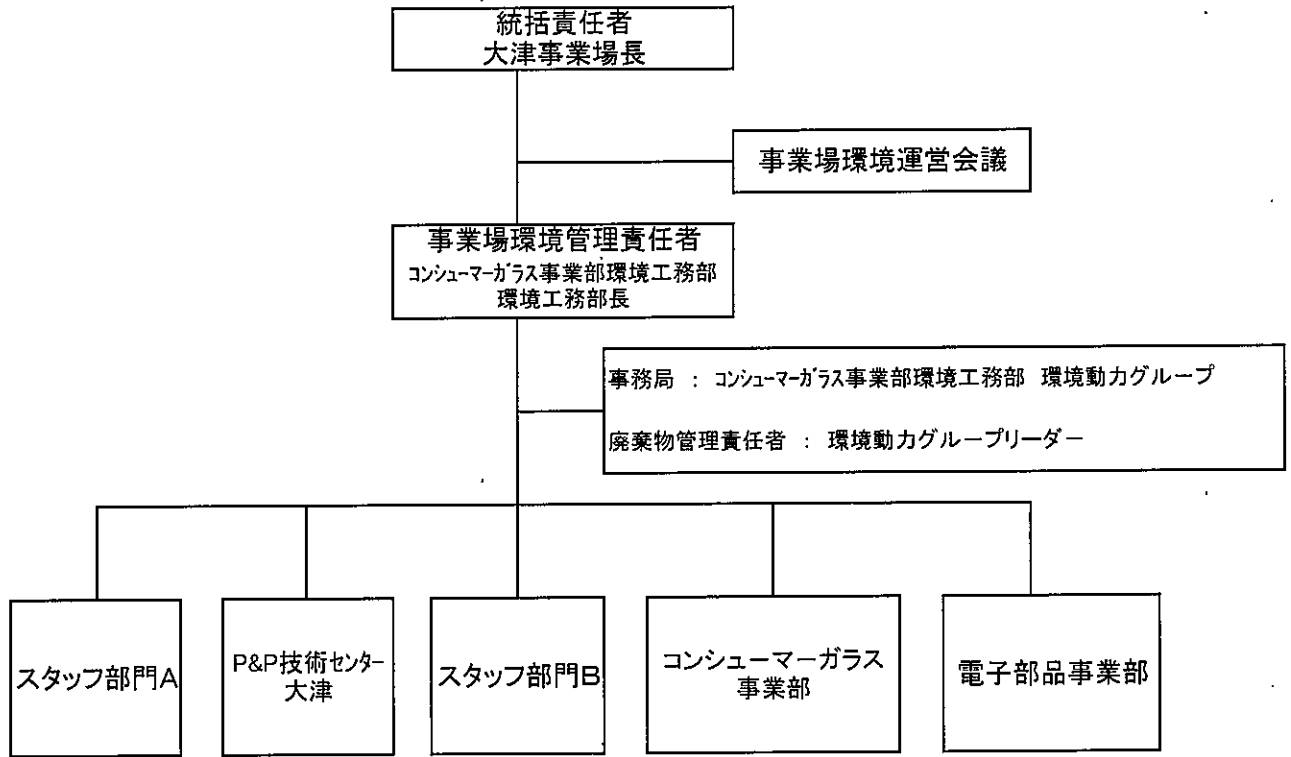 統括責任者
大津事業場長
事業場環境運営会議
事業場環境管理責任者
コンシューマーガラス事業部環境工務部
環境工務部長
事務局 : コンシューマーガラス事業部環境工務部 環境動力グループ
廃棄物管理責任者 : 環境動力グループリーダー
スタッフ部門A
P&P技術センター
大津
スタッフ部門B
コンシューマーガラス
事業部
電子部品事業部